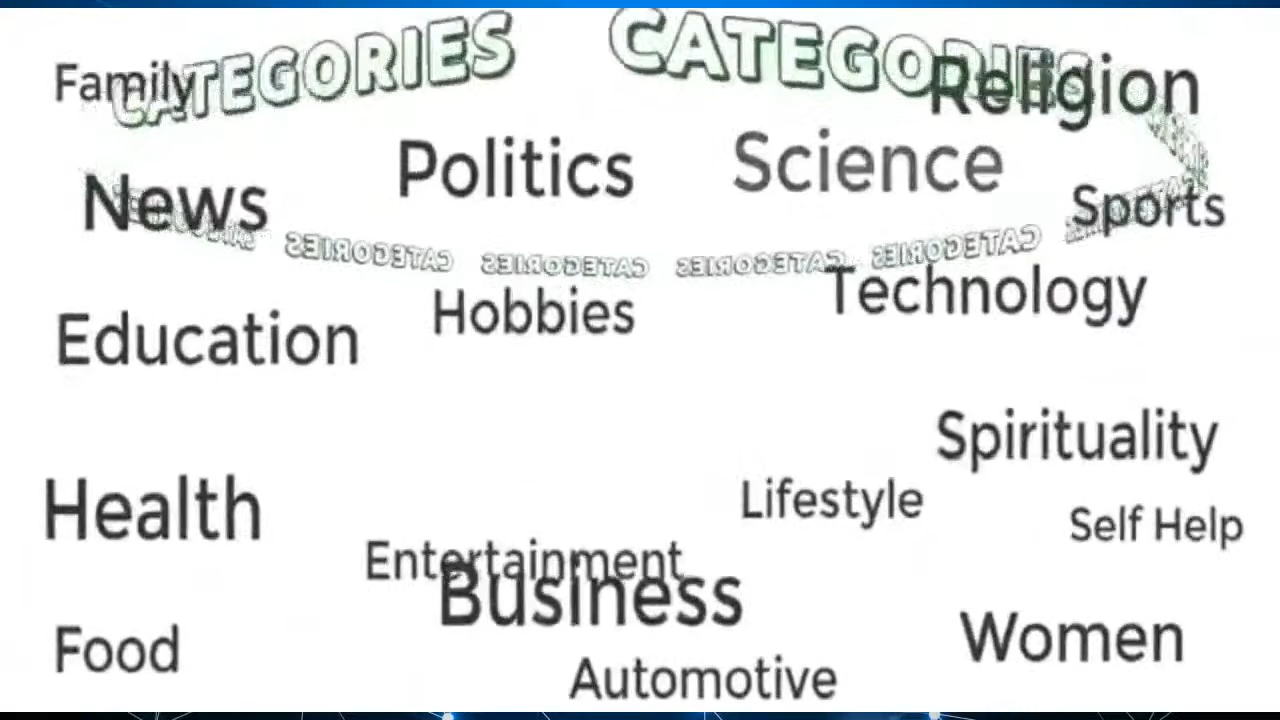 CATEGORIES CATEGORIES
Family
Religion
Politics
Science
News
Sports
CATEGORIES CATEGORIES CATEGORIES CATEGORIES
Technology
Hobbies
Education
Spirituality
Health
Lifestyle
Self Help
Entertainment
Business
Food
Women
Automotive